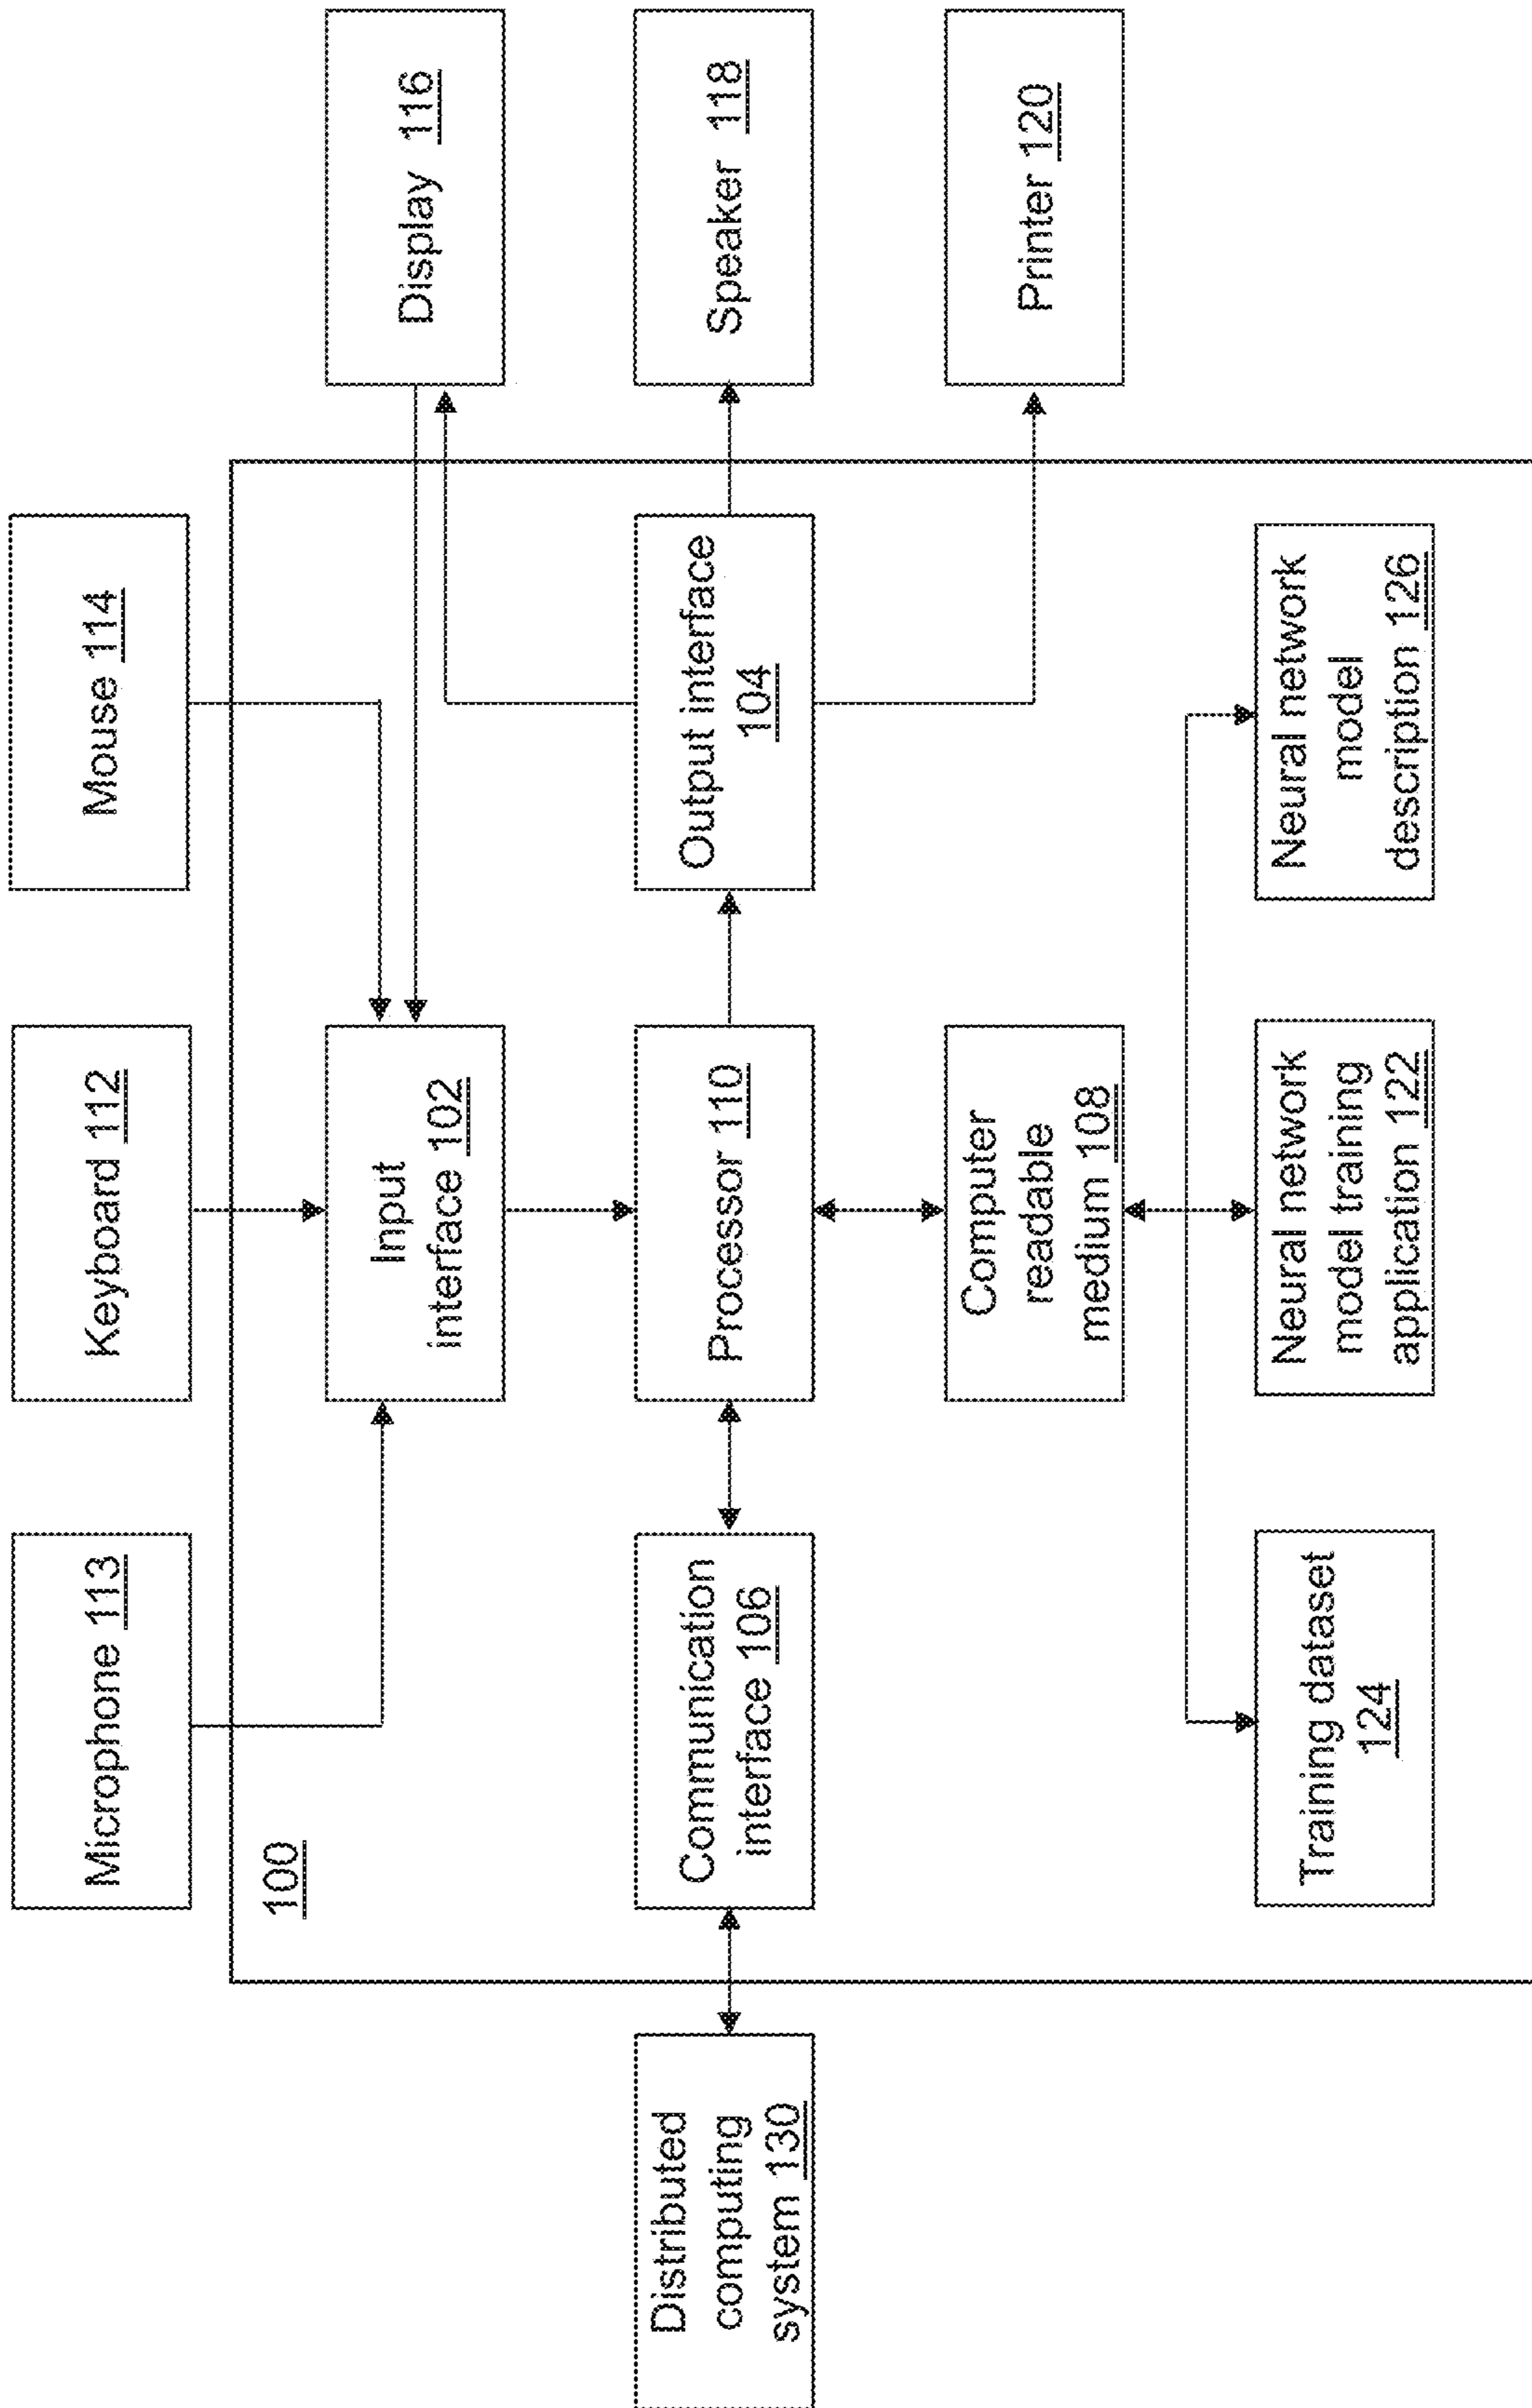 Microphone 113
Keyboard 112
Mouse 114
100
Input
interface 102
Display 116
Distributed
computing
system 130
Communication
interface 106
Processor 110
Output interface
104
Speaker 118
Computer
readable
medium 108
Printer 120
Training dataset
124
Neural network
model training
application 122
Neural network
model
description 126